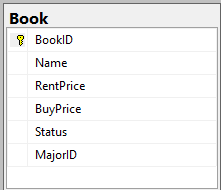 Book
BookID
Name
RentPrice
BuyPrice
Status
MajorID